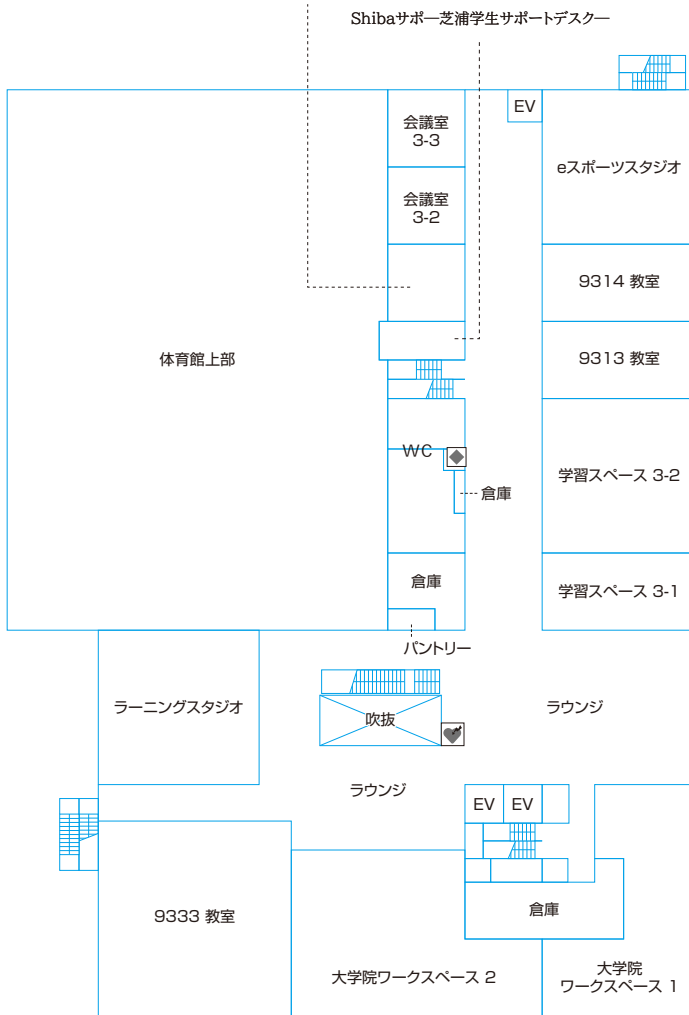 Shibaサポ―芝浦学生サポートデスク―
EV
会議室
3-3
eスポーツスタジオ
会議室
3-2
9314 教室
体育館上部
9313 教室
WC
学習スペース 3-2
倉庫
倉庫
学習スペース 3-1
パントリー
ラーニングスタジオ
吹抜
ラウンジ
ラウンジ
EV
EV
9333 教室
倉庫
大学院ワークスペース 2
大学院
ワークスペース 1